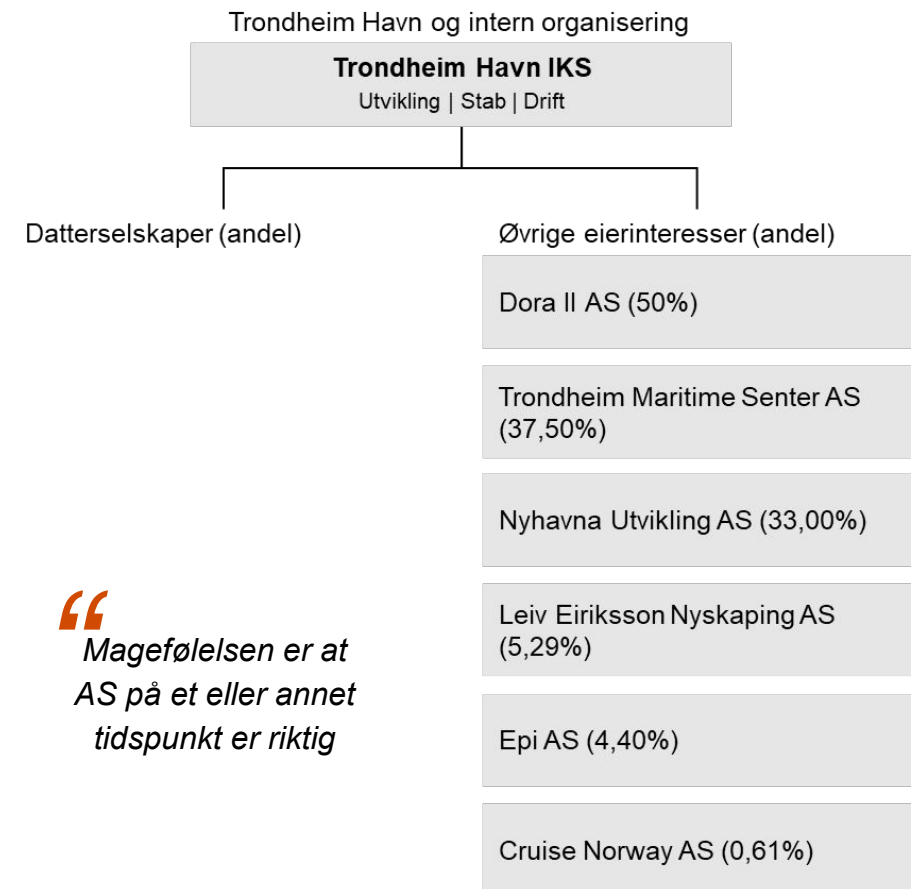 Trondheim Havn og intern organisering
Trondheim Havn IKS
Utvikling | Stab | Drift
Datterselskaper (andel)
Øvrige eierinteresser (andel)
Dora II AS (50%)
Trondheim Maritime Senter AS
(37,50%)
Nyhavna Utvikling AS (33,00%)
Leiv Eiriksson Nyskaping AS
(5,29%)
Epi AS (4,40%)
Cruise Norway AS (0,61%)
“
Magefølelsen er at
AS på et eller annet
tidspunkt er riktig